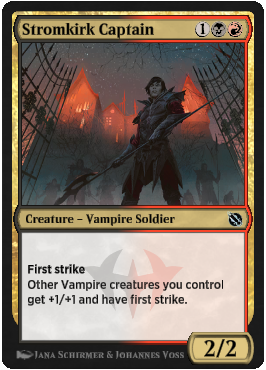 Stromkirk Captain 1
Creature – Vampire Soldier
First strike
Other Vampire creatures you control
get +1/+1 and have first strike.
Jana Schirmer & Johannes Voss
2/2